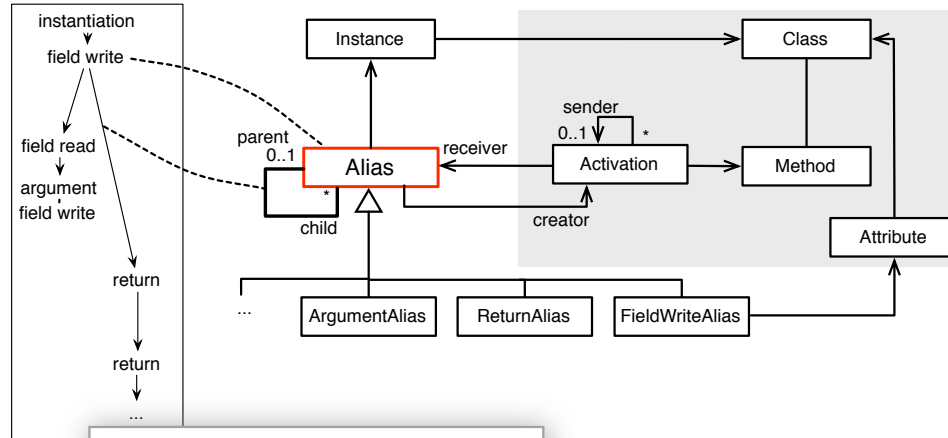 instantiation
field write
field read
argument
field write
return
return
...
Instance
Class
parent
0..1
Alias
*
child
receiver
creator
sender
0..1
*
Activation
Method
Attribute
...
ArgumentAlias
ReturnAlias
FieldWriteAlias